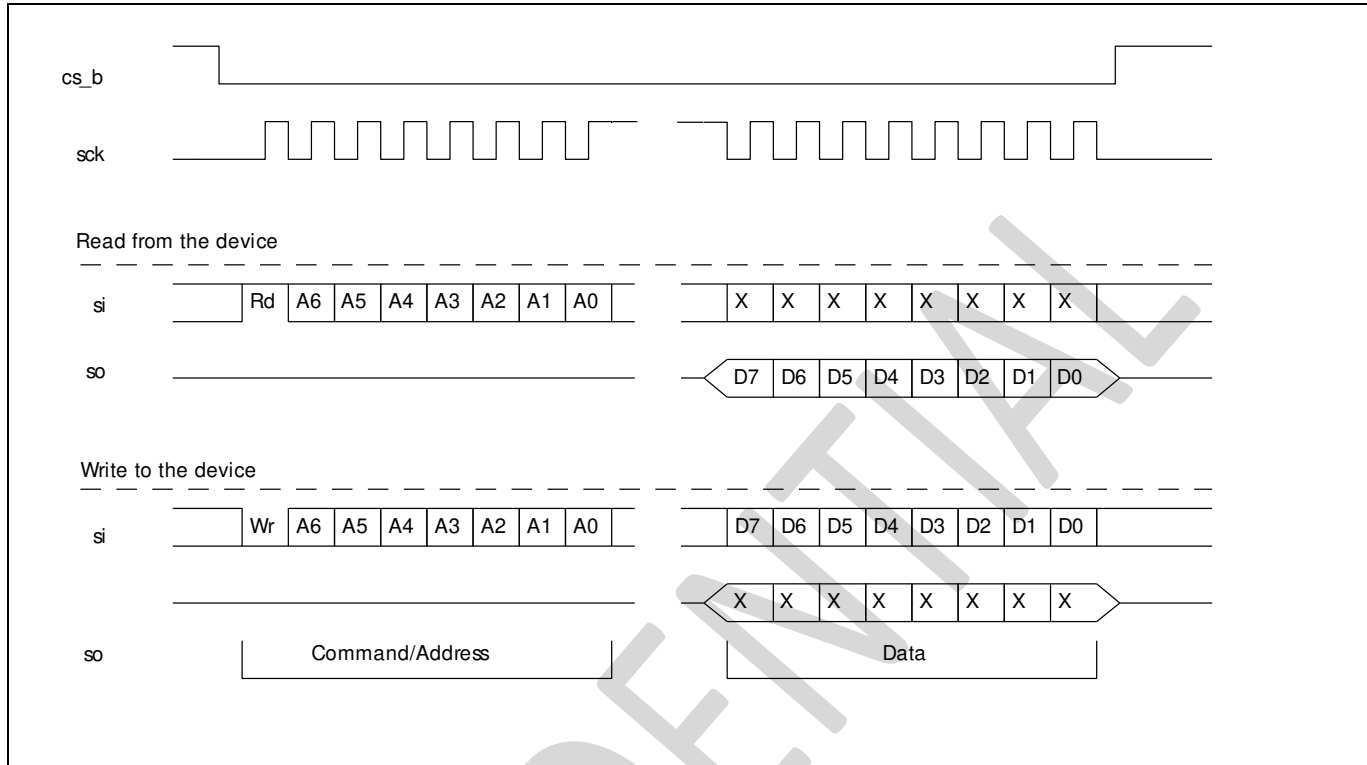 cs_b
sck
Read from the device
si Rd A6 A5 A4 A3 A2 A1 A0 X X X X X X X X
so D7 D6 D5 D4 D3 D2 D1 D0
Write to the device
si Wr A6 A5 A4 A3 A2 A1 A0 D7 D6 D5 D4 D3 D2 D1 D0
X X X X X X X X
so Command/Address Data
DENTIAL